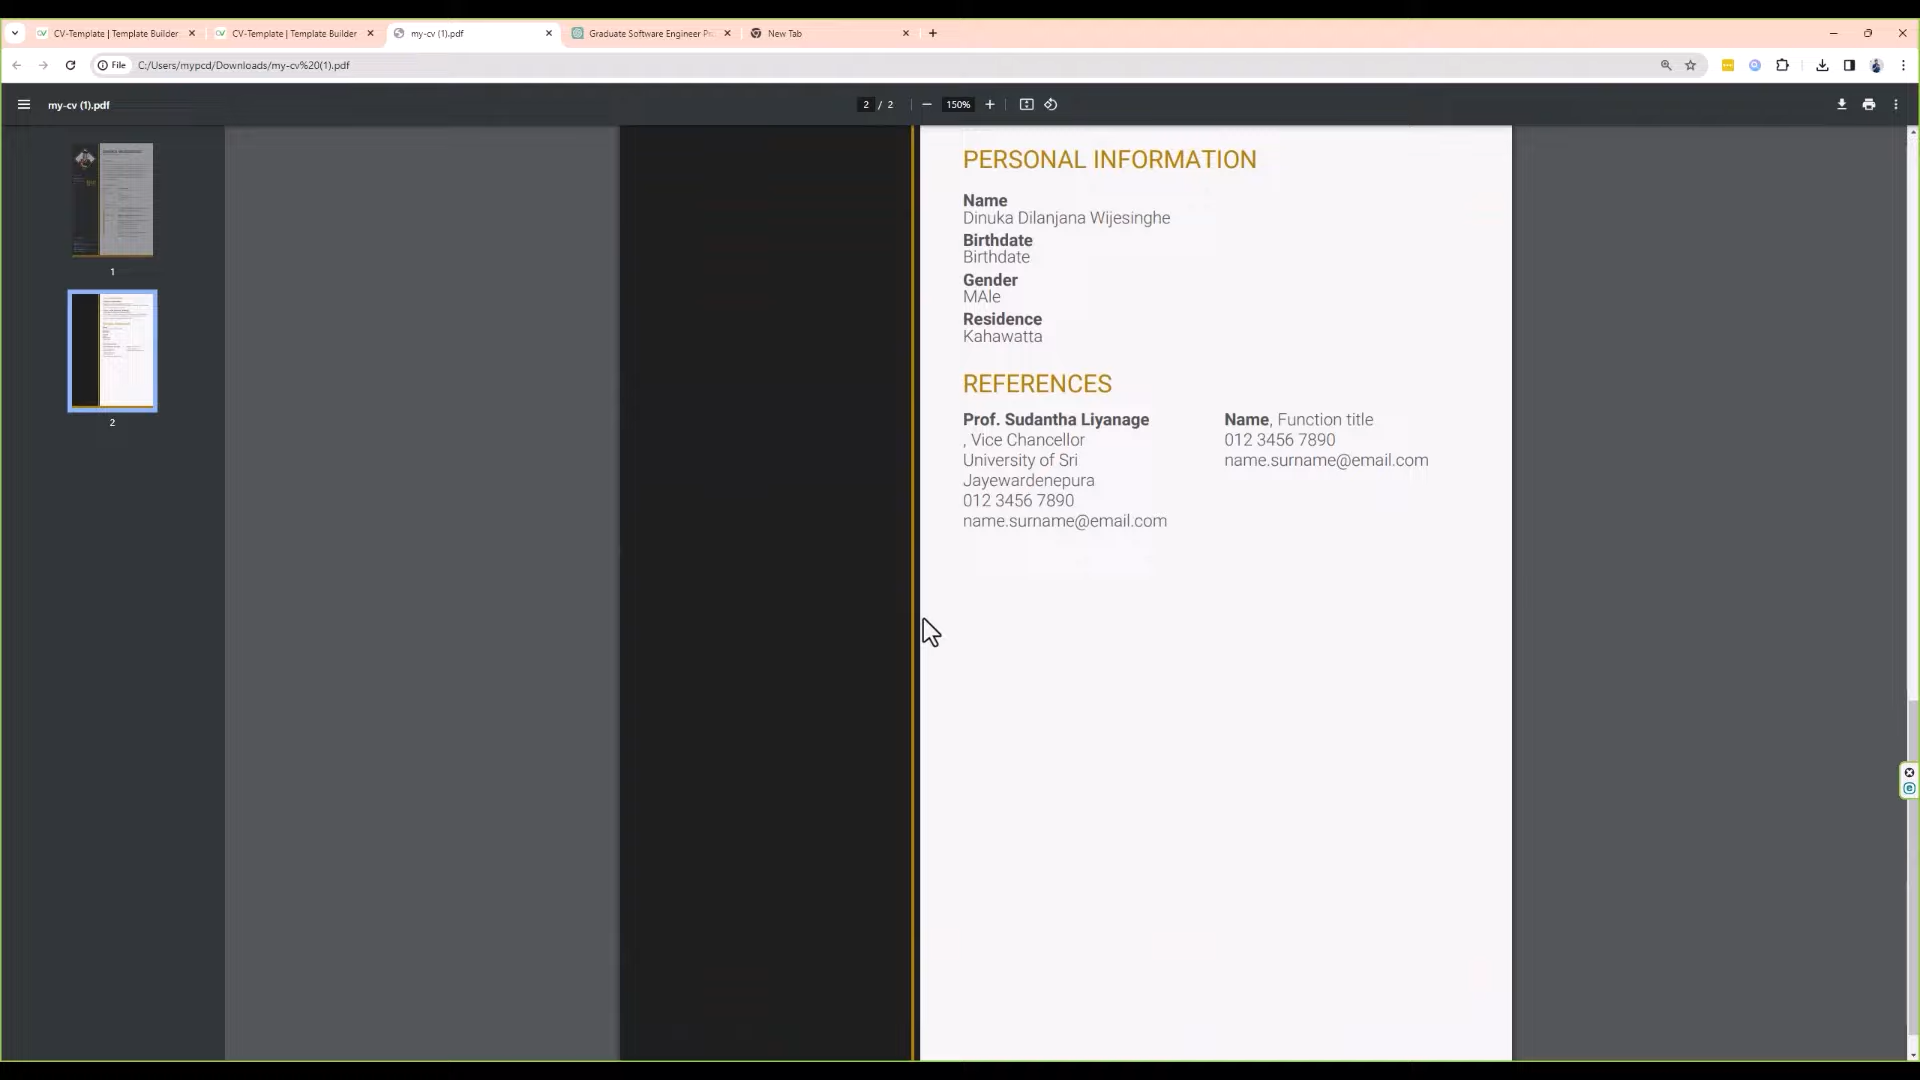 CV-Template | Template Builder
CV-Template | Template Builder
my-cv (1).pdf
Graduate Software Engineer Pr
New Tab
File
C:/Users/mypcd/Downloads/my-cv%20(1).pdf
my-cv (1).pdf
2 / 2
150%
1
2
PERSONAL INFORMATION
Name
Dinuka Dilanjana Wijesinghe
Birthdate
Birthdate
Gender
MAle
Residence
Kahawatta
REFERENCES
Prof. Sudantha Liyanage
, Vice Chancellor
University of Sri
Jayewardenepura
012 3456 7890
name.surname@email.com
Name, Function title
012 3456 7890
name.surname@email.com